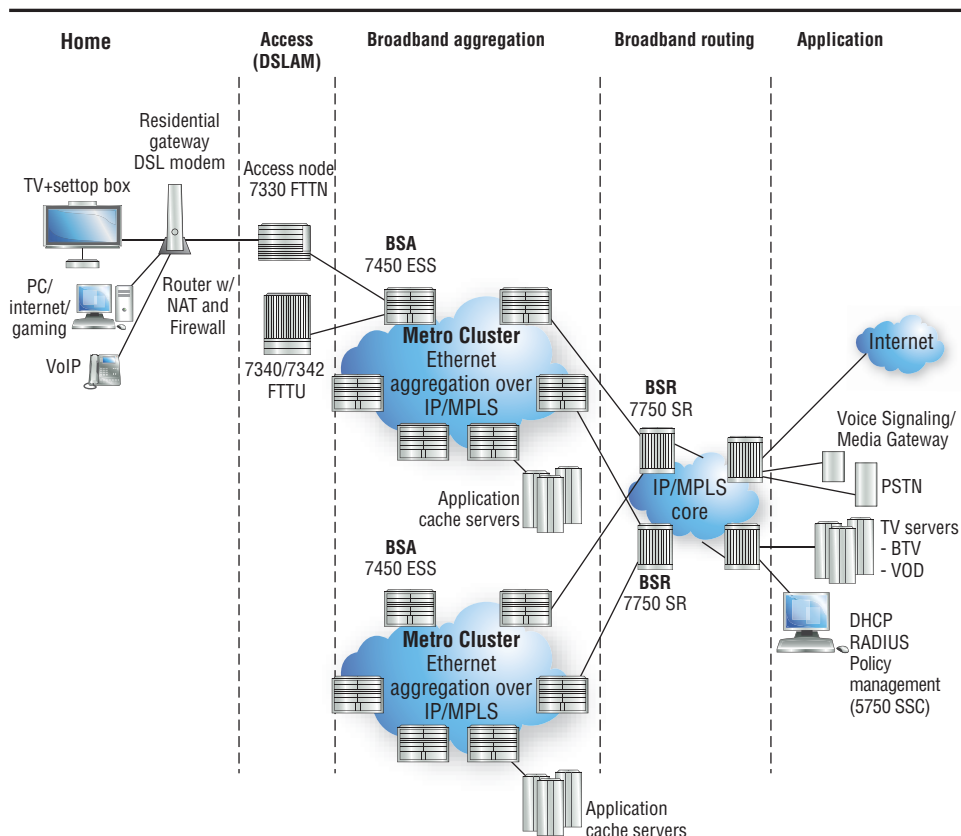 Home
Access
(DSLAM)
Broadband aggregation
Broadband routing
Application
Residential
gateway
DSL modem
TV+settop box
Access node
7330 FTTN
PC/
internet/
gaming
Router w/
NAT and
Firewall
VoIP
7340/7342
FTTU
BSA
7450 ESS
Metro Cluster
Ethernet
aggregation over
IP/MPLS
Application
cache servers
BSA
7450 ESS
Metro Cluster
Ethernet
aggregation over
IP/MPLS
Application
cache servers
BSR
7750 SR
IP/MPLS
core
BSR
7750 SR
Internet
Voice Signaling/
Media Gateway
PSTN
TV servers
- BTV
- VOD
DHCP
RADIUS
Policy
management
(5750 SSC)